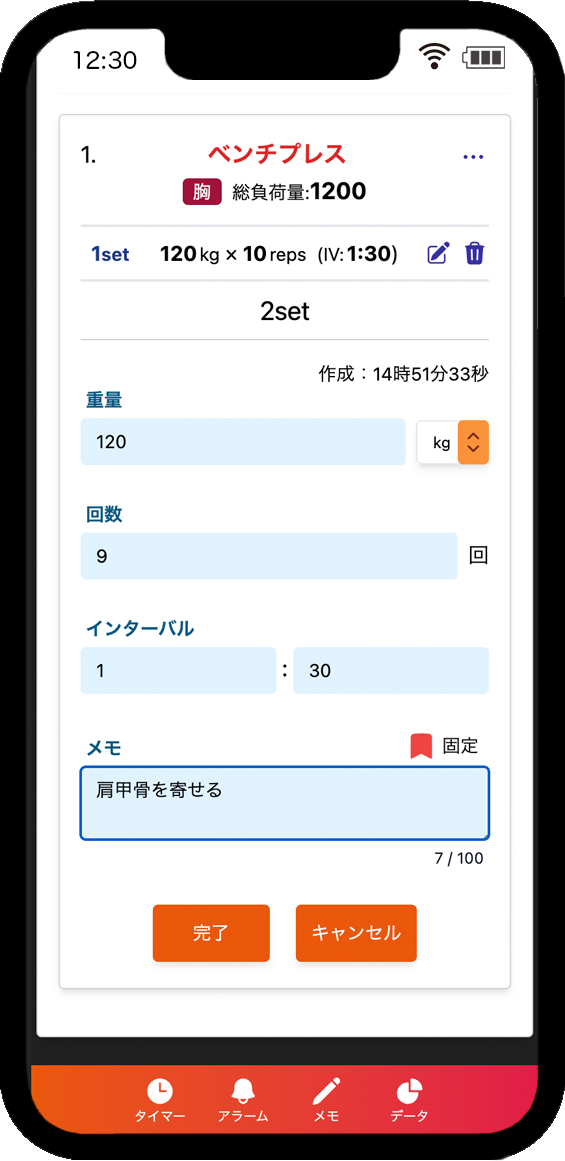 12:30
1.
ベンチプレス
...
胸 総負荷量:1200
1set 120 kg × 10 reps (IV: 1:30)
2set
作成：14時51分33秒
重量
120 kg
回数
9 回
インターバル
1 : 30
メモ 固定
肩甲骨を寄せる
7 / 100
完了 キャンセル
タイマー アラーム メモ データ